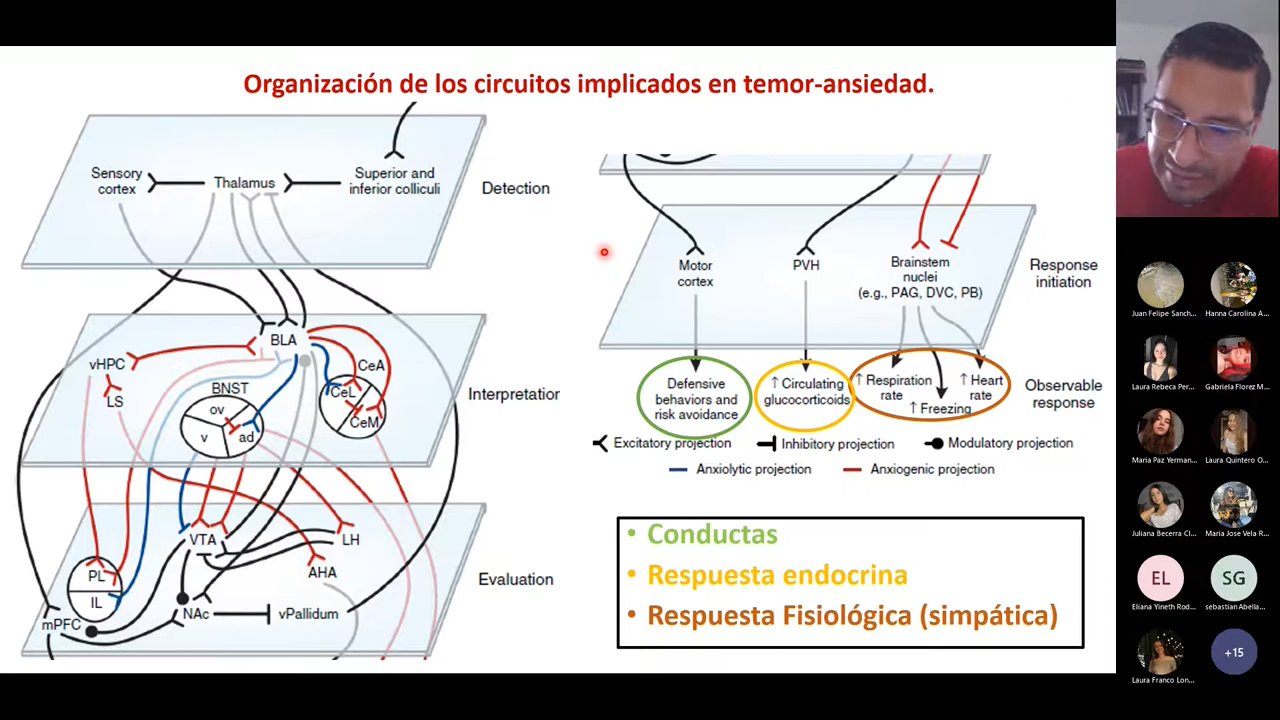 Organización de los circuitos implicados en temor-ansiedad.
Sensory
cortex
Thalamus
Superior and
inferior colliculi
Detection
BLA
vHPC
LS
BNST
ov
v
ad
CeA
CeL
CeM
Interpretatior
VTA
LH
AHA
PL
IL
mPFC
NAc
vPallidum
Evaluation
Motor
cortex
PVH
Brainstem
nuclei
(e.g., PAG, DVC, PB)
Response
initiation
Defensive
behaviors and
risk avoidance
↑ Circulating
glucocorticoids
↑ Respiration
rate
↑ Heart
rate
↑ Freezing
Observable
response
Excitatory projection
Inhibitory projection
Modulatory projection
Anxiolytic projection
Anxiogenic projection
• Conductas
• Respuesta endocrina
• Respuesta Fisiológica (simpática)
Juan Felipe Sanch...
Hanna Carolina A...
Laura Rebeca Per...
Gabriela Florez M...
Maria Paz Yerman...
Laura Quintero O...
Juliana Becerra Cl...
Maria Jose Vela R...
EL
SG
Eliana Yineth Rod...
sebastian Abella...
+15
Laura Franco Lon...